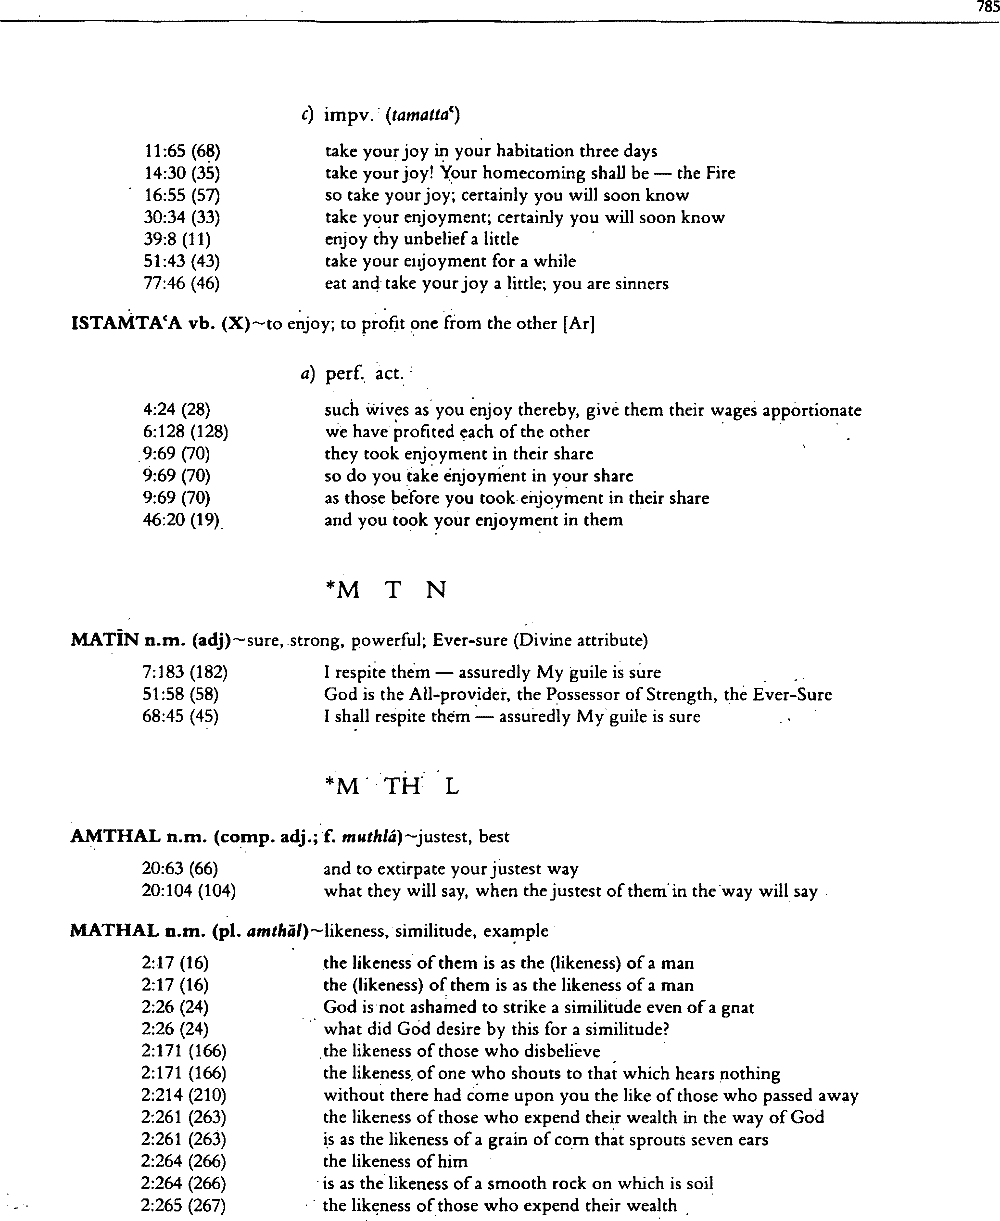 785
c) impv. (tamattaʿ)
11:65 (68) take your joy in your habitation three days
14:30 (35) take your joy! Your homecoming shall be — the Fire
16:55 (57) so take your joy; certainly you will soon know
30:34 (33) take your enjoyment; certainly you will soon know
39:8 (11) enjoy thy unbelief a little
51:43 (43) take your enjoyment for a while
77:46 (46) eat and take your joy a little; you are sinners
ISTAMTAʿA vb. (X)~to enjoy; to profit one from the other [Ar]
a) perf. act.
4:24 (28) such wives as you enjoy thereby, give them their wages apportionate
6:128 (128) we have profited each of the other
9:69 (70) they took enjoyment in their share
9:69 (70) so do you take enjoyment in your share
9:69 (70) as those before you took enjoyment in their share
46:20 (19) and you took your enjoyment in them
*M T N
MATĪN n.m. (adj)~sure, strong, powerful; Ever-sure (Divine attribute)
7:183 (182) I respite them — assuredly My guile is sure
51:58 (58) God is the All-provider, the Possessor of Strength, the Ever-Sure
68:45 (45) I shall respite them — assuredly My guile is sure
*M TH L
AMTHAL n.m. (comp. adj.; f. muthlá)~justest, best
20:63 (66) and to extirpate your justest way
20:104 (104) what they will say, when the justest of them in the way will say
MATHAL n.m. (pl. amthāl)~likeness, similitude, example
2:17 (16) the likeness of them is as the (likeness) of a man
2:17 (16) the (likeness) of them is as the likeness of a man
2:26 (24) God is not ashamed to strike a similitude even of a gnat
2:26 (24) what did God desire by this for a similitude?
2:171 (166) the likeness of those who disbelieve
2:171 (166) the likeness of one who shouts to that which hears nothing
2:214 (210) without there had come upon you the like of those who passed away
2:261 (263) the likeness of those who expend their wealth in the way of God
2:261 (263) is as the likeness of a grain of corn that sprouts seven ears
2:264 (266) the likeness of him
2:264 (266) is as the likeness of a smooth rock on which is soil
2:265 (267) the likeness of those who expend their wealth